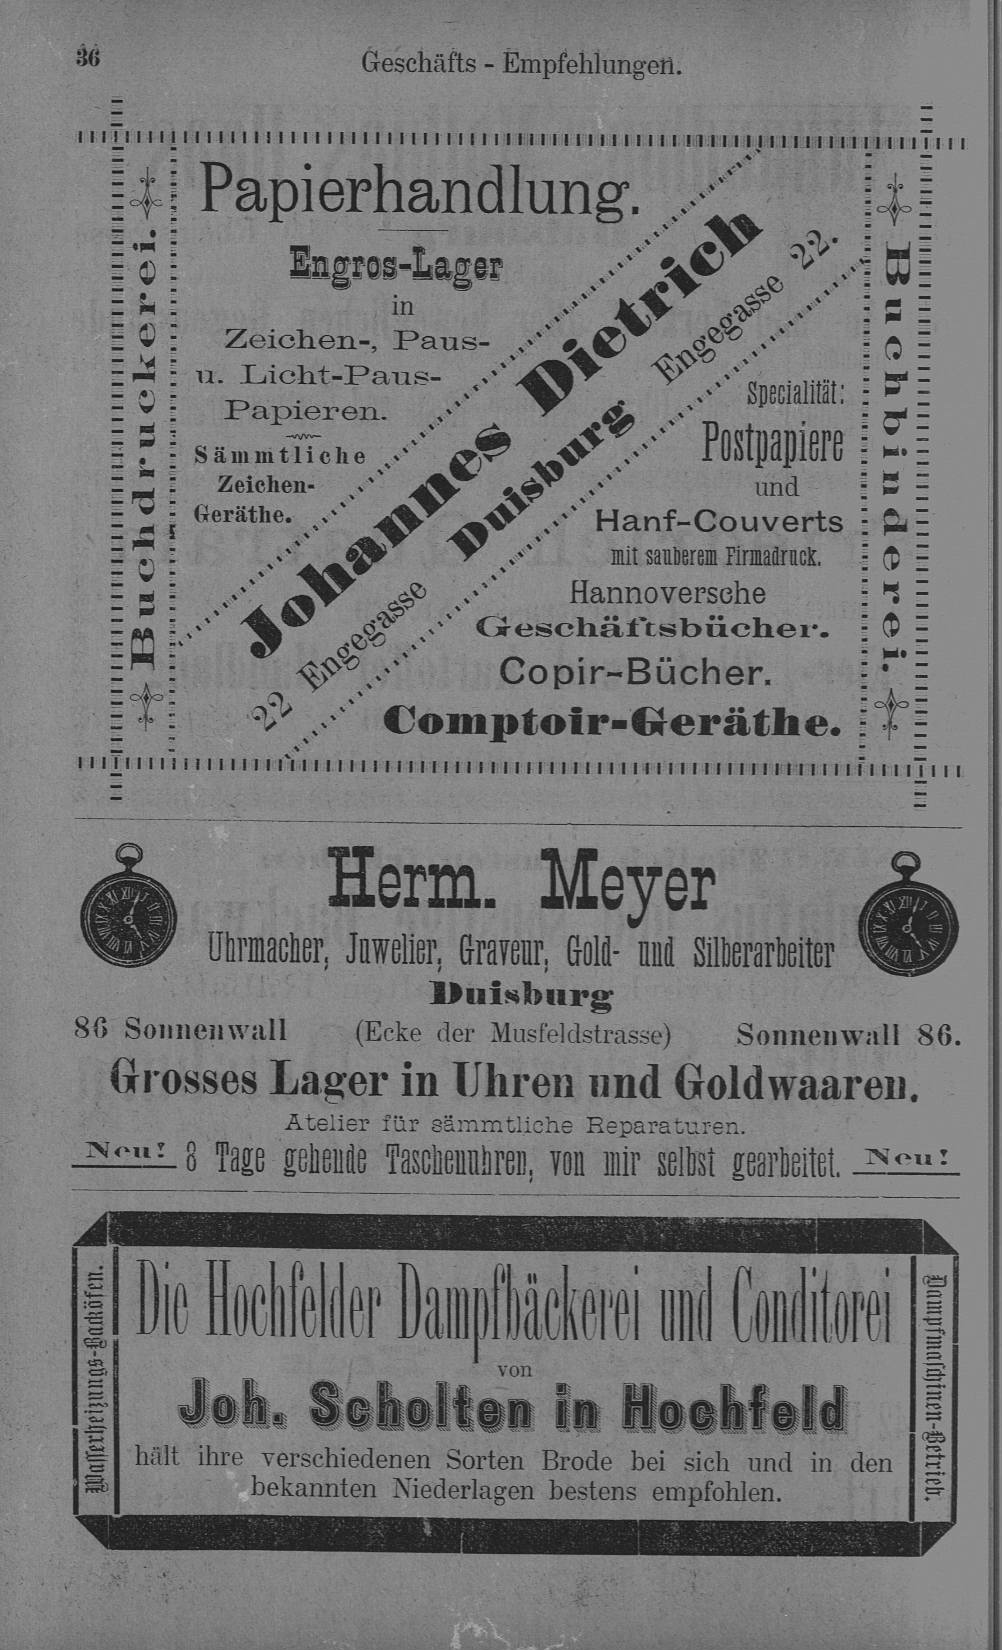 36
Geschäfts - Empfehlungen.
Buchdruckerei.
Papierhandlung.
Engros-Lager
in
Zeichen-, Paus-
u. Licht-Paus-
Papieren.
Sämmtliche
Zeichen-
Geräthe.
Johannes Dietrich
22 Engegasse Duisburg Engegasse 22.
Specialität:
Postpapiere
und
Hanf-Couverts
mit sauberem Firmadruck.
Hannoversche
Geschäftsbücher.
Copir-Bücher.
Comptoir-Geräthe.
Buchbinderei.
Herm. Meyer
Uhrmacher, Juwelier, Graveur, Gold- und Silberarbeiter
Duisburg
86 Sonnenwall (Ecke der Musfeldstrasse) Sonnenwall 86.
Grosses Lager in Uhren und Goldwaaren.
Atelier für sämmtliche Reparaturen.
Neu! 8 Tage gehende Taschenuhren, von mir selbst gearbeitet. Neu!
Wasserheizungs-Backöfen.
Die Hochfelder Dampfbäckerei und Conditorei
von
Joh. Scholten in Hochfeld
hält ihre verschiedenen Sorten Brode bei sich und in den
bekannten Niederlagen bestens empfohlen.
Dampfmaschinen-Betrieb.